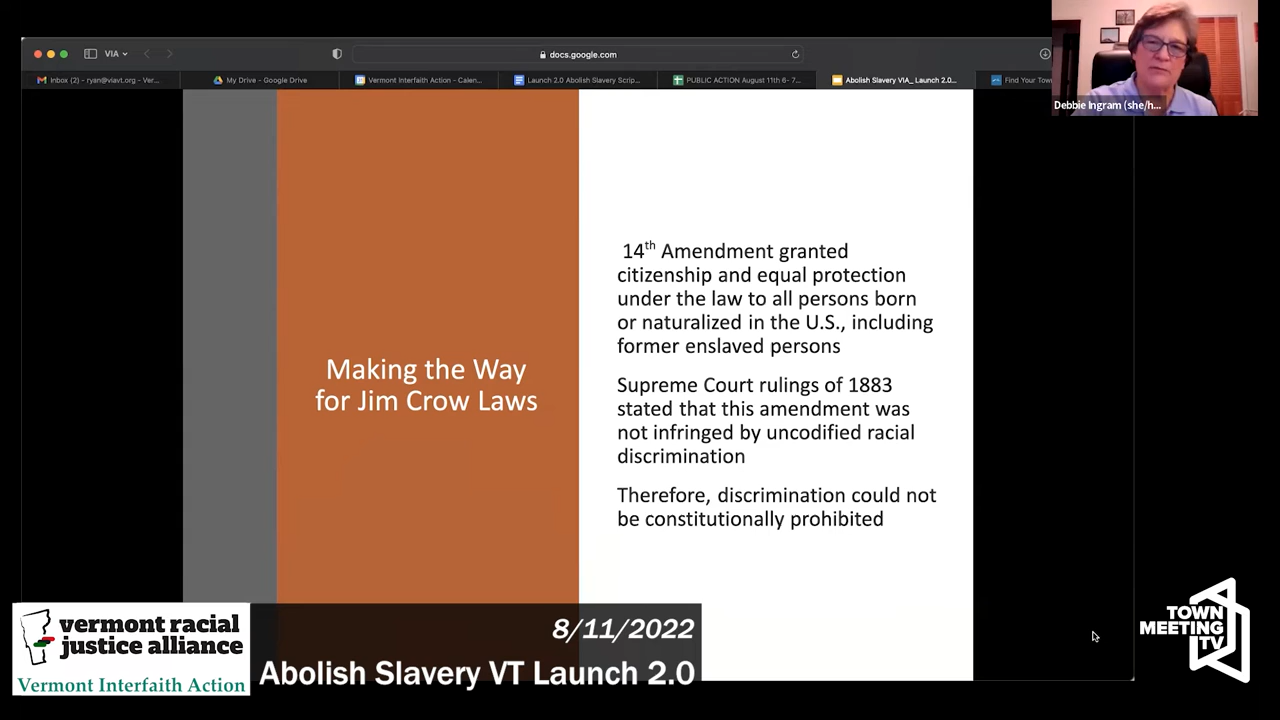 VIA
docs.google.com
Inbox (2) - ryan@viavt.org - Ver...
My Drive - Google Drive
Vermont Interfaith Action - Calen...
Launch 2.0 Abolish Slavery Scrip...
PUBLIC ACTION August 11th 6- 7...
Abolish Slavery VIA_ Launch 2.0...
Find Your Town
Debbie Ingram (she/h...
Making the Way
for Jim Crow Laws
14th Amendment granted
citizenship and equal protection
under the law to all persons born
or naturalized in the U.S., including
former enslaved persons
Supreme Court rulings of 1883
stated that this amendment was
not infringed by uncodified racial
discrimination
Therefore, discrimination could not
be constitutionally prohibited
vermont racial
justice alliance
Vermont Interfaith Action
8/11/2022
Abolish Slavery VT Launch 2.0
TOWN
MEETING
TV